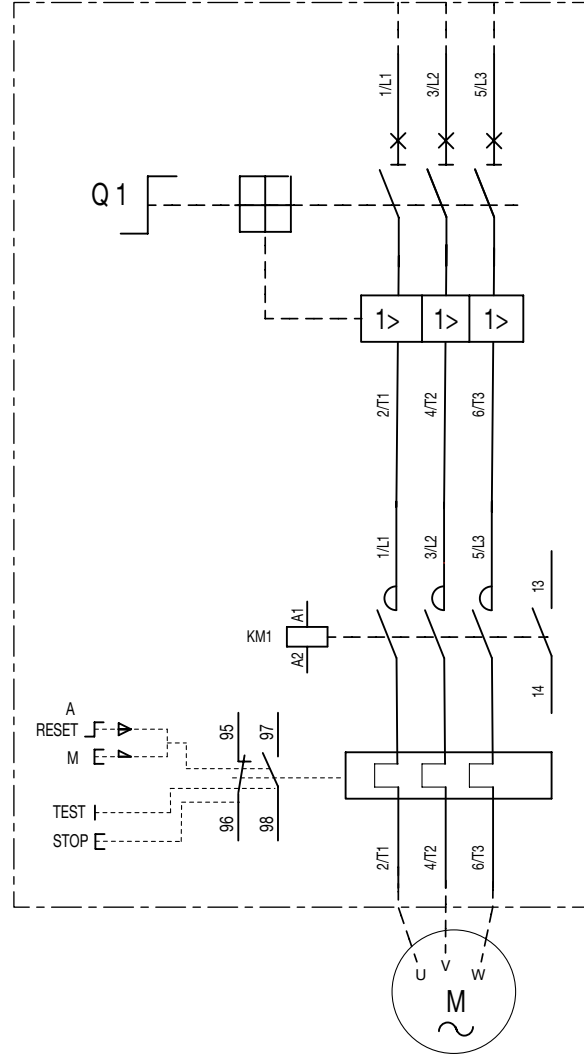 1/L1 3/L2 5/L3
Q1
1> 1> 1>
2/T1 4/T2 6/T3
1/L1 3/L2 5/L3 13
KM1 A1
A2
14
A
RESET
M
95 97
TEST
STOP
96 98
2/T1 4/T2 6/T3
U V W
M